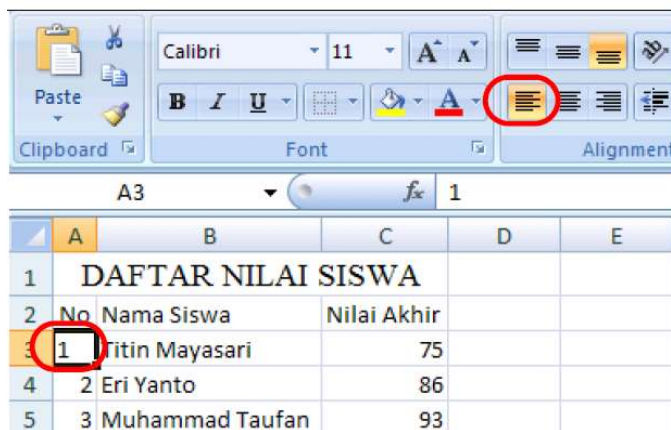 Calibri 11 A A
Paste
B I U A
Clipboard Font Alignment
A3 fx 1
A B C D E
1 DAFTAR NILAI SISWA
2 No Nama Siswa Nilai Akhir
3 1 Titin Mayasari 75
4 2 Eri Yanto 86
5 3 Muhammad Taufan 93